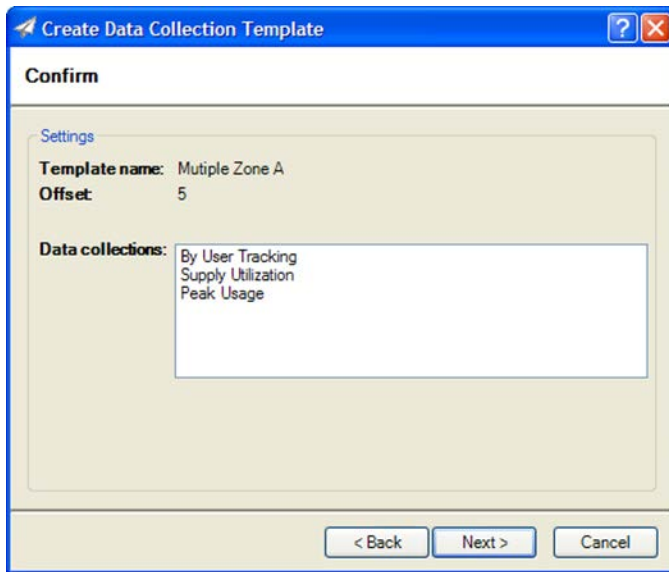 Create Data Collection Template
?
Confirm
Settings
Template name: Mutiple Zone A
Offset: 5
Data collections:
By User Tracking
Supply Utilization
Peak Usage
< Back Next > Cancel